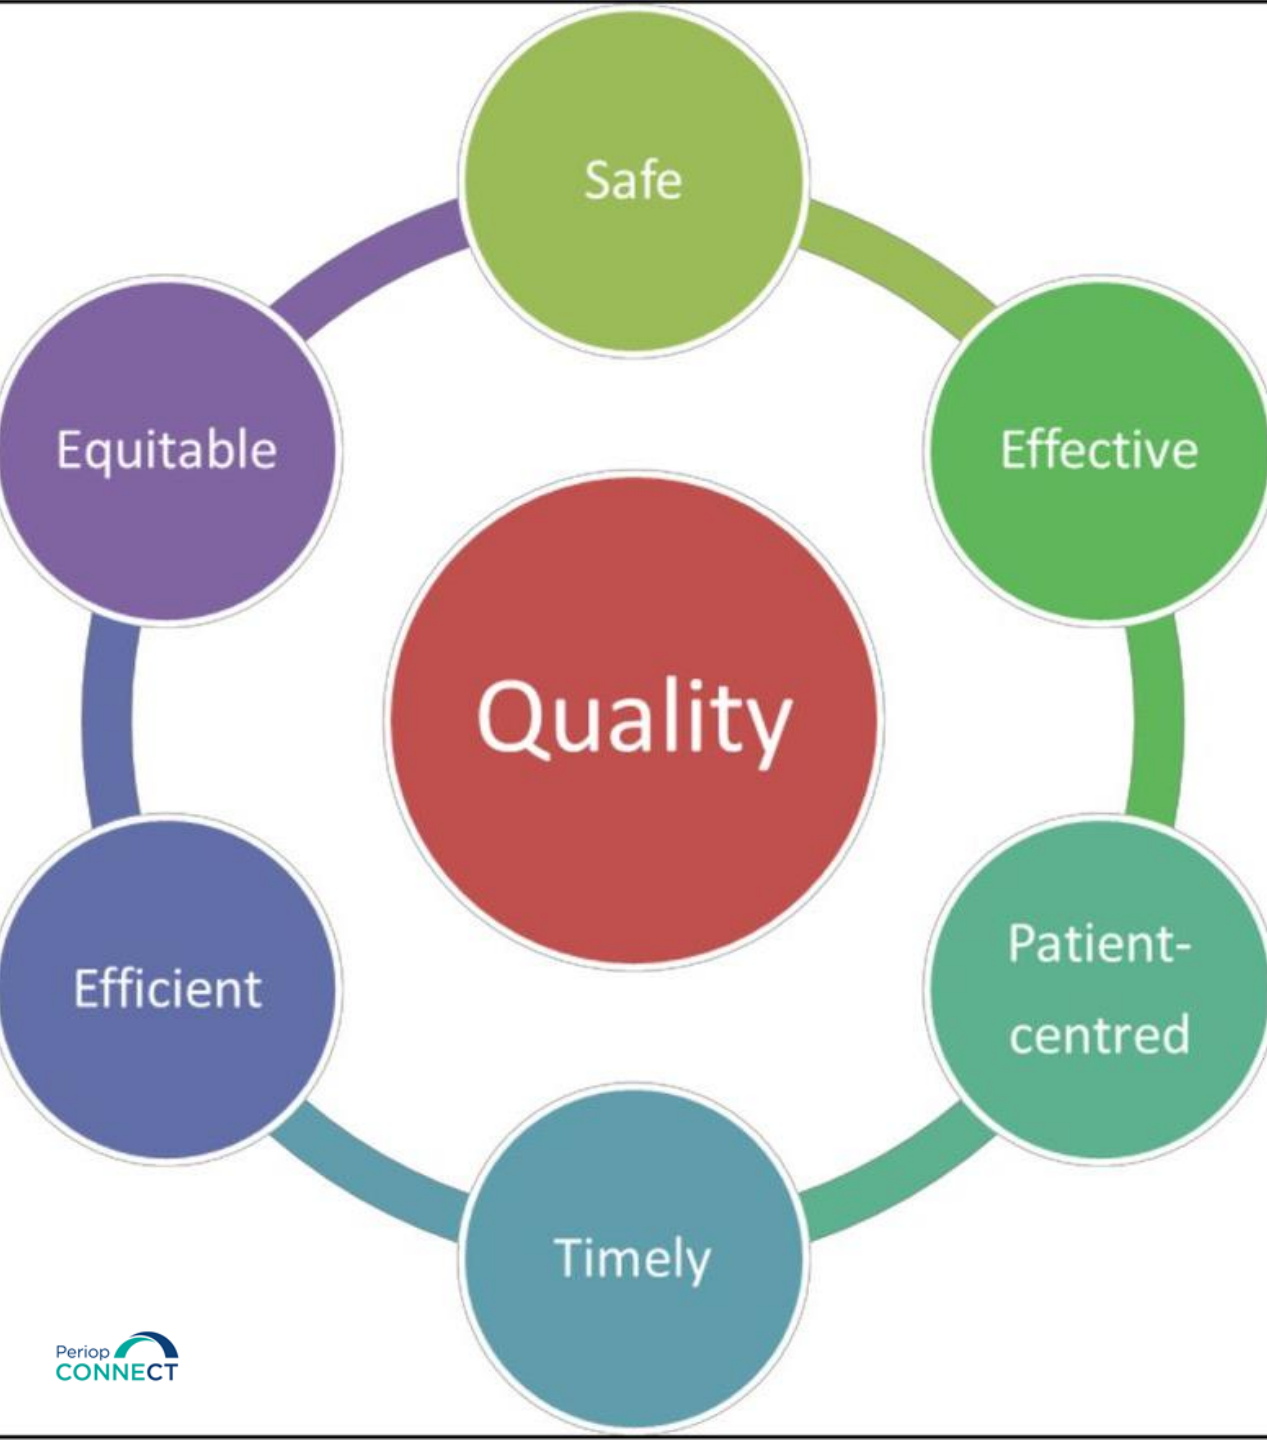 Safe
Equitable
Effective
Quality
Patient-
centred
Efficient
Timely
Periop
CONNECT